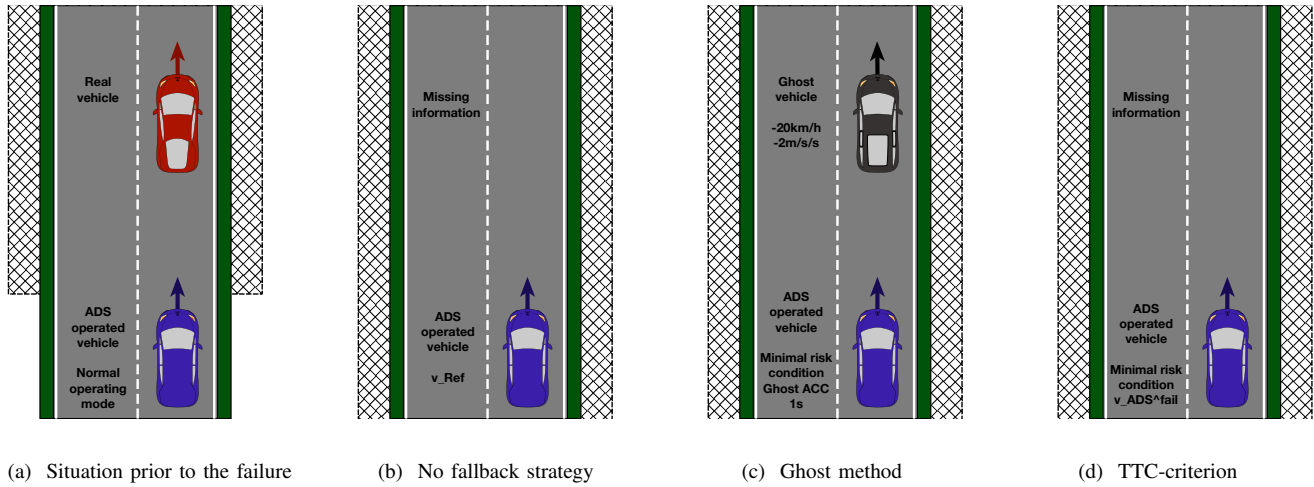 Real
vehicle
ADS
operated
vehicle
Normal
operating
mode
(a) Situation prior to the failure
Missing
information
ADS
operated
vehicle
v_Ref
(b) No fallback strategy
Ghost
vehicle
-20km/h
-2m/s/s
ADS
operated
vehicle
Minimal risk
condition
Ghost ACC
1s
(c) Ghost method
Missing
information
ADS
operated
vehicle
Minimal risk
condition
v_ADS^fail
(d) TTC-criterion